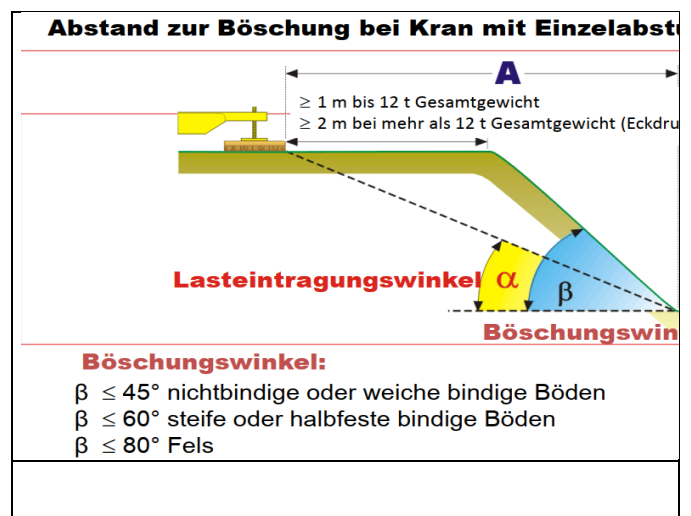 Abstand zur Böschung bei Kran mit
A
≥ 1 m bis 12 t Gesamtgewicht
≥ 2 m bei mehr als 12 t Gesamtgewicht
Lasteintragungswinkel α
β
Böschungswinkel:
β ≤ 45° nichtbindige oder weiche bindige Böden
β ≤ 60° steife oder halbfeste bindige Böden
β ≤ 80° Fels